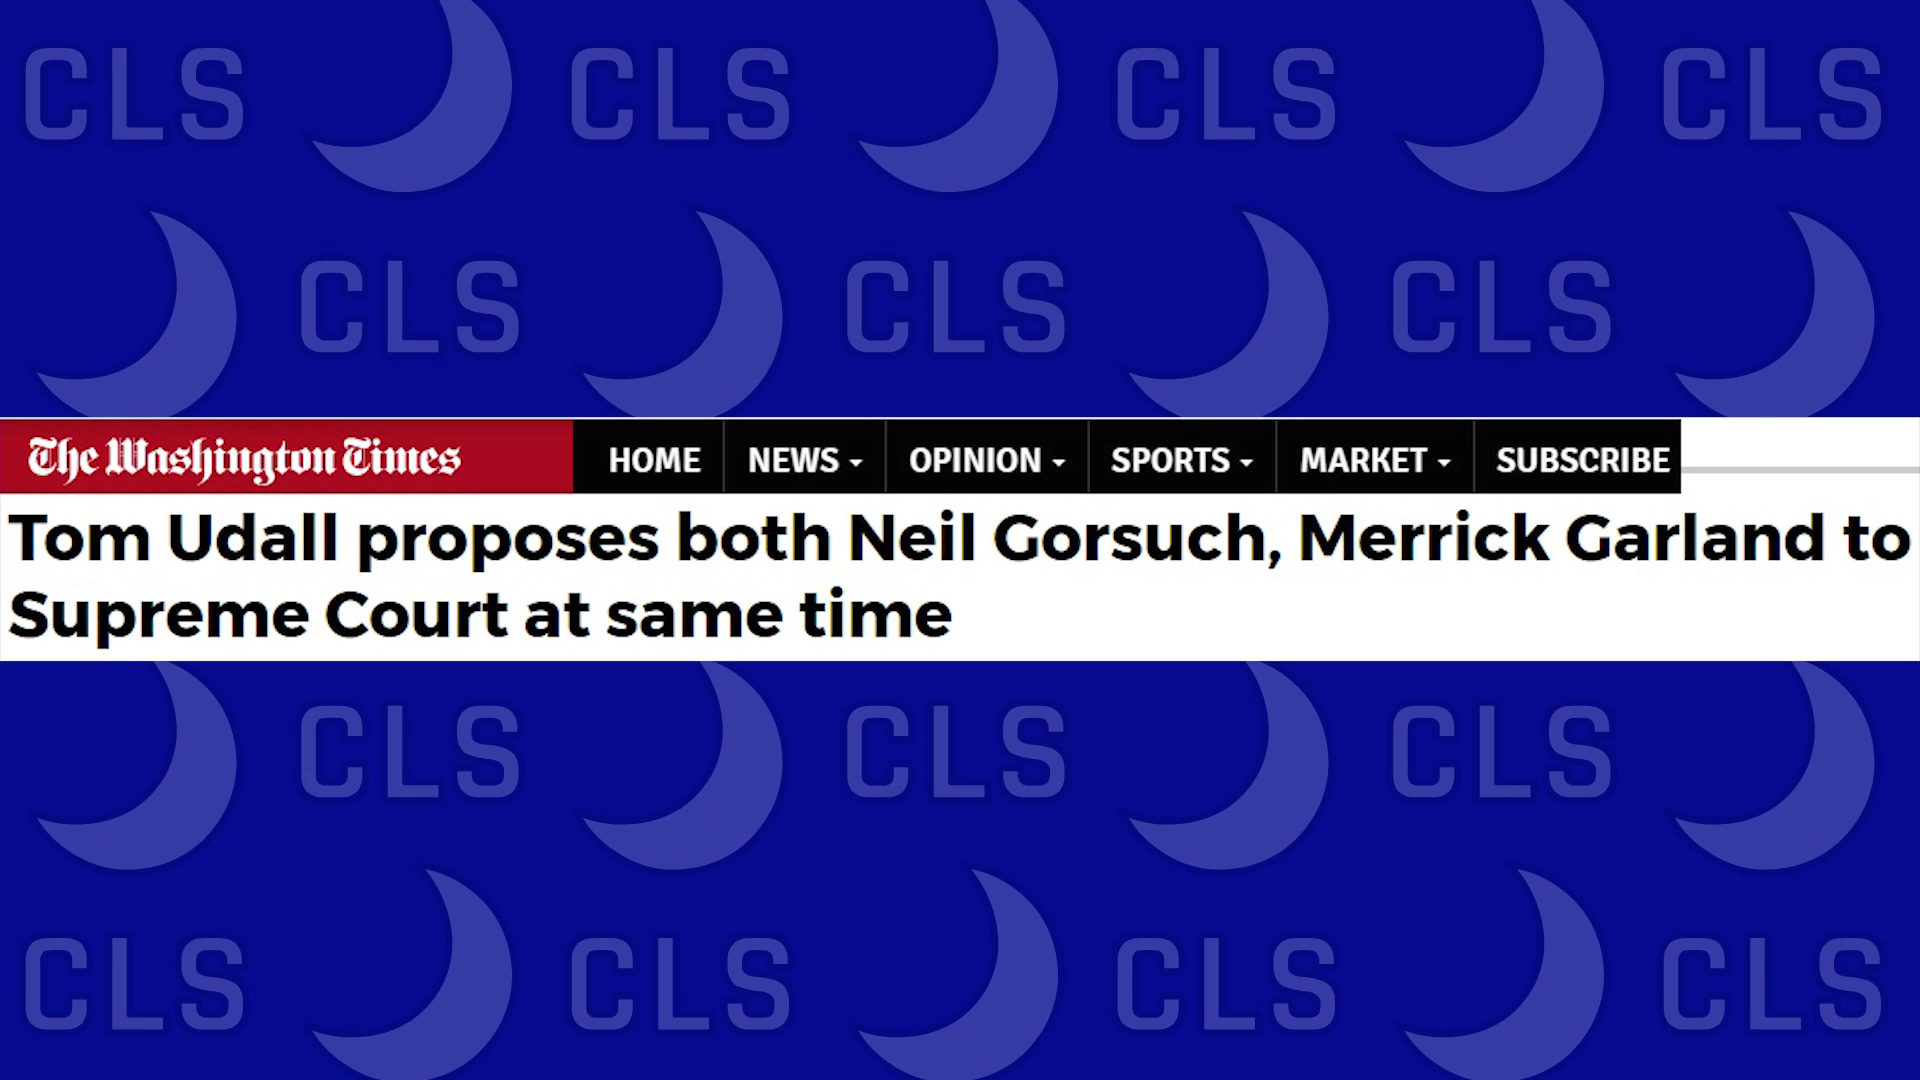 CLS CLS CLS CLS
CLS CLS CLS
The Washington Times HOME NEWS OPINION SPORTS MARKET SUBSCRIBE
Tom Udall proposes both Neil Gorsuch, Merrick Garland to
Supreme Court at same time
CLS CLS CLS
CLS CLS CLS CLS